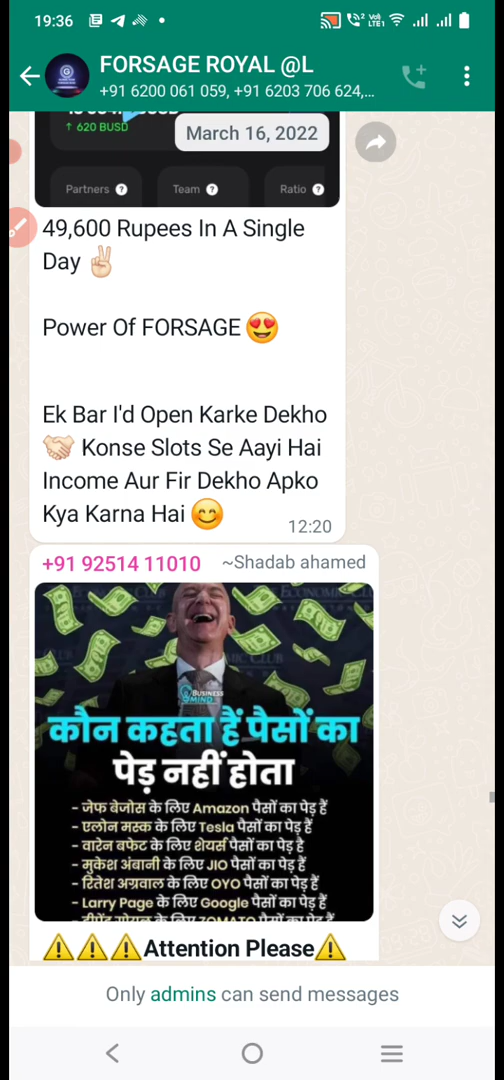 19:36
FORSAGE ROYAL @L
+91 6200 061 059, +91 6203 706 624,...
↑ 620 BUSD
March 16, 2022
Partners ?
Team ?
Ratio ?
49,600 Rupees In A Single
Day ✌🏻
Power Of FORSAGE 😍
Ek Bar I'd Open Karke Dekho
🤝🏻 Konse Slots Se Aayi Hai
Income Aur Fir Dekho Apko
Kya Karna Hai 😊
12:20
+91 92514 11010 ~Shadab ahamed
BUSINESS
MIND
कौन कहता हैं पैसों का
पेड़ नहीं होता
- जेफ बेजोस के लिए Amazon पैसों का पेड़ हैं
- एलोन मस्क के लिए Tesla पैसों का पेड़ हैं
- वारेन बफेट के लिए शेयर्स पैसों का पेड़ है
- मुकेश अंबानी के लिए JIO पैसों का पेड़ हैं
- रितेश अग्रवाल के लिए OYO पैसों का पेड़ हैं
- Larry Page के लिए Google पैसों का पेड़ हैं
⚠️⚠️⚠️Attention Please⚠️
Only admins can send messages